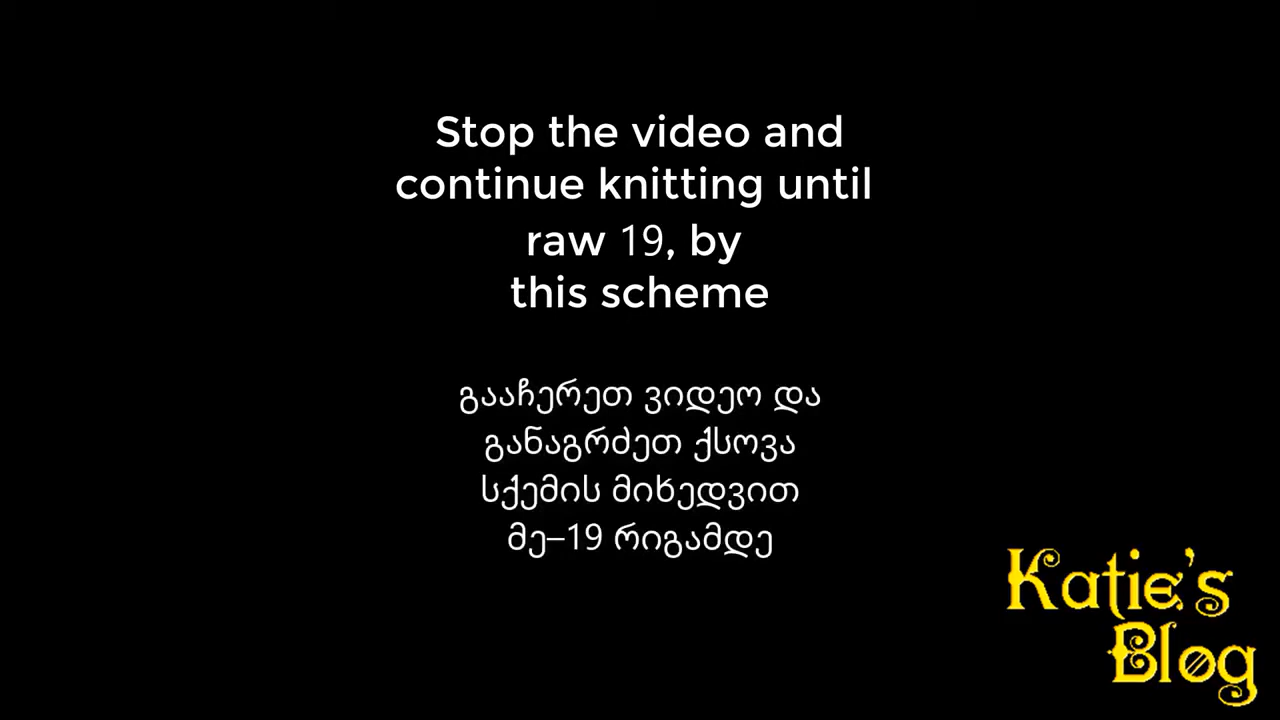 Stop the video and
continue knitting until
raw 19, by
this scheme
გააჩერეთ ვიდეო და
განაგრძეთ ქსოვა
სქემის მიხედვით
მე–19 რიგამდე
Katie's
Blog